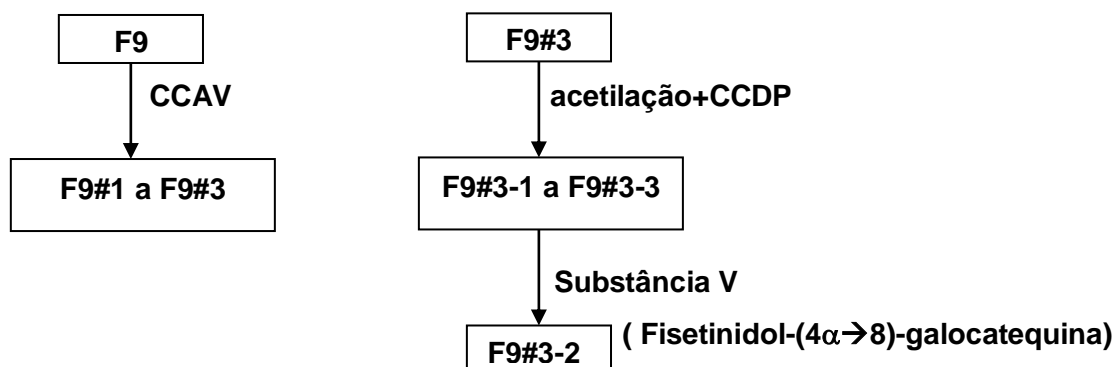 F9
CCAV
F9#1 a F9#3
F9#3
acetilação+CCDP
F9#3-1 a F9#3-3
Substância V
F9#3-2
( Fisetinidol-(4α→8)-galocatequina)